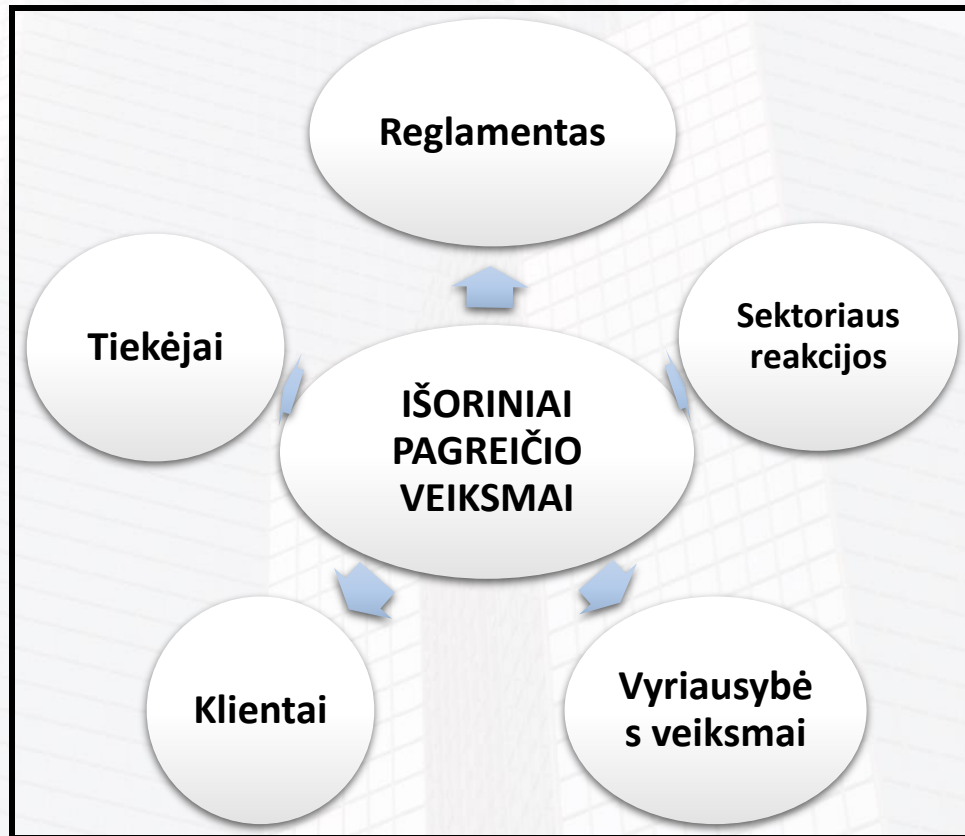 Reglamentas
Tiekėjai
Sektoriaus
reakcijos
IŠORINIAI
PAGREIČIO
VEIKSMAI
Klientai
Vyriausybė
s veiksmai